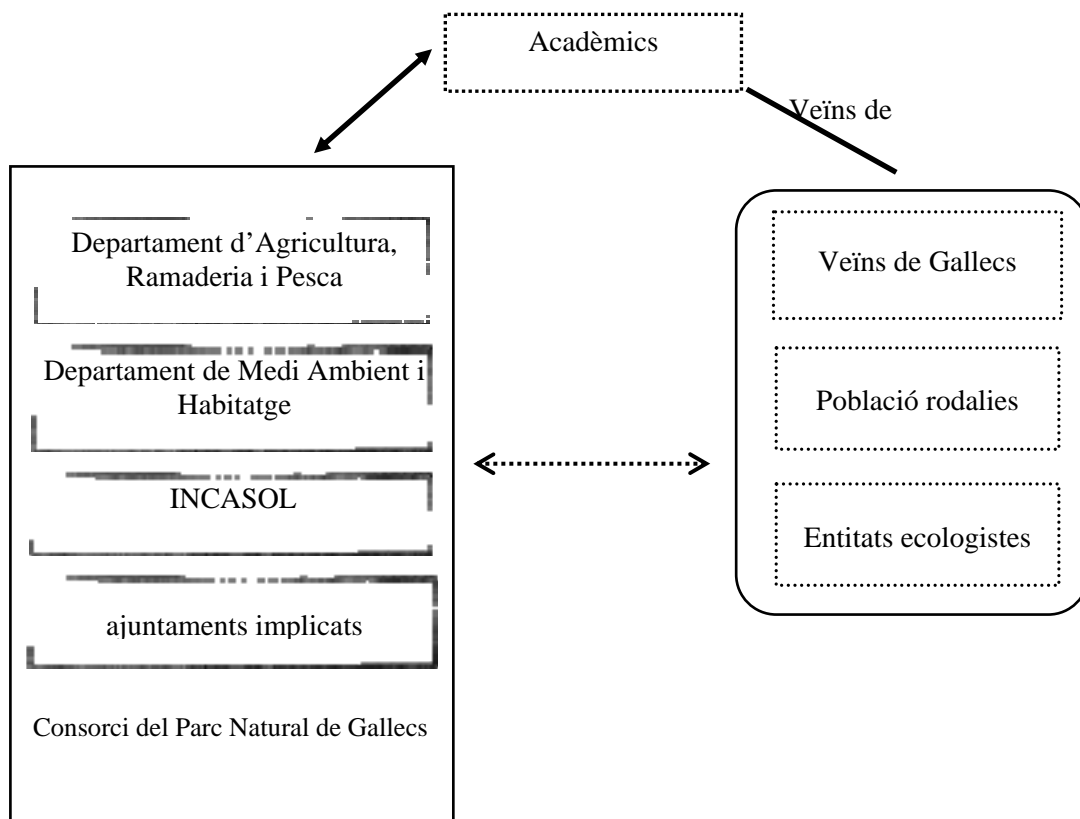 Acadèmics
Veïns de
Departament d’Agricultura,
Ramaderia i Pesca
Departament de Medi Ambient i
Habitatge
INCASOL
ajuntaments implicats
Consorci del Parc Natural de Gallecs
Veïns de Gallecs
Població rodalies
Entitats ecologistes